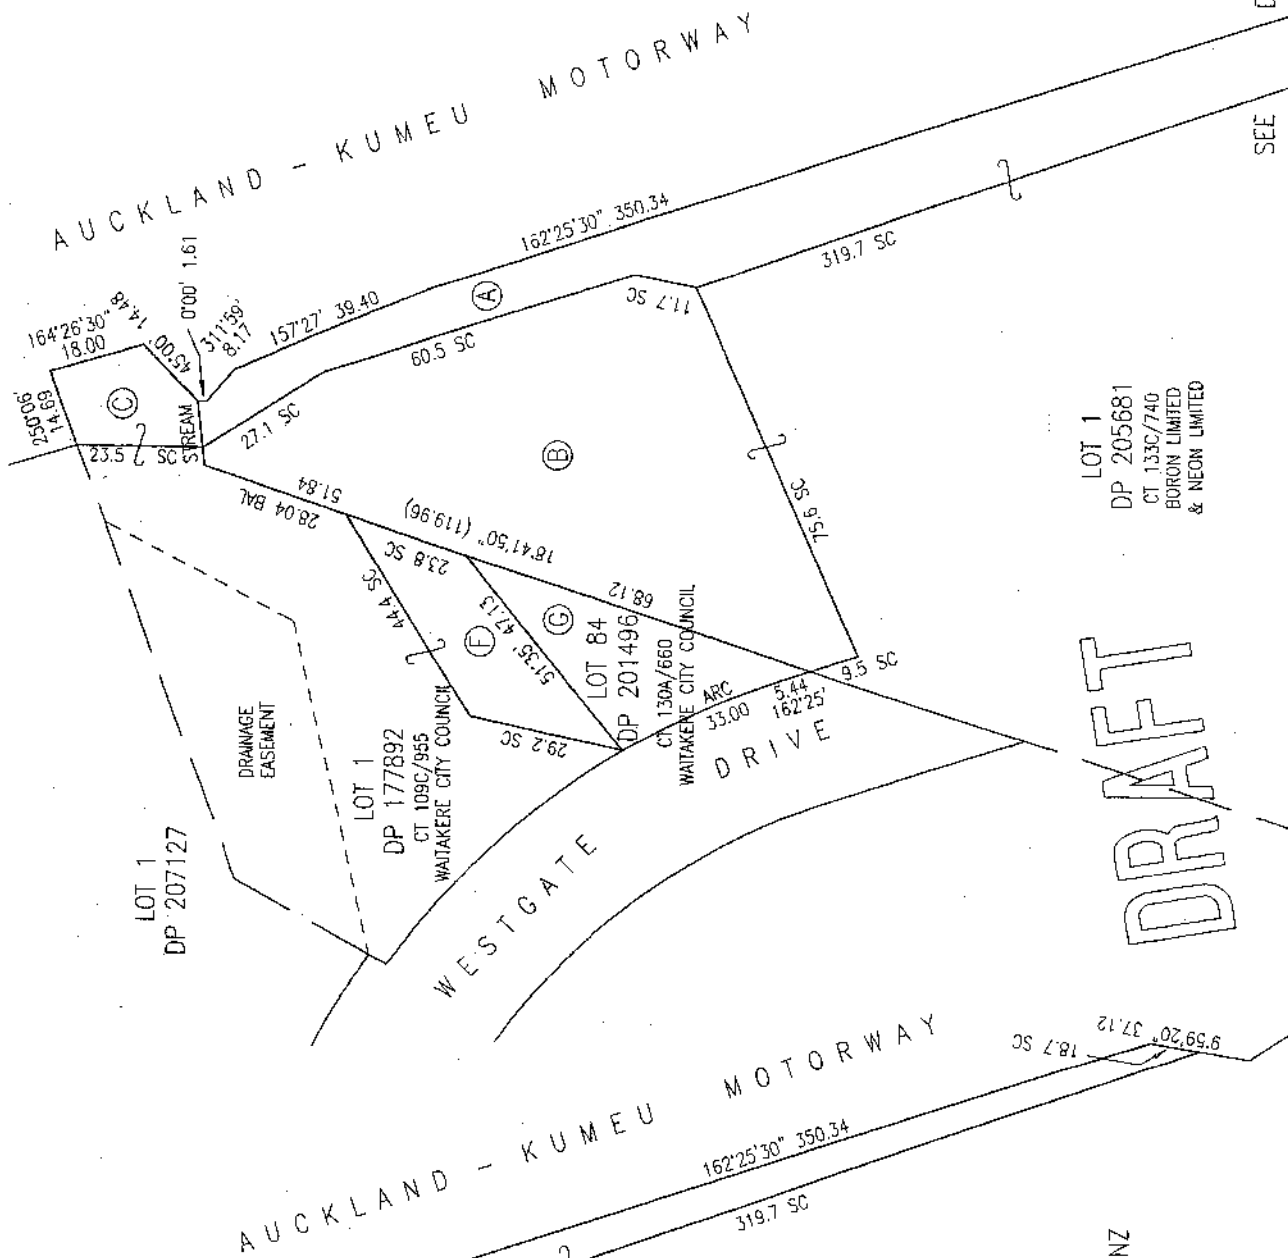 AUCKLAND - KUMEU MOTORWAY
SEE
162°25'30" 350.34
319.7 SC
0°00' 1.61
164°26'30"
18.00
14.48
45°00'
311°59'
8.17
157°27' 39.40
A
11.7 SC
60.5 SC
250°06'
14.69
C
STREAM
23.5 SC
27.1 SC
B
75.6 SC
28.04 BAL
51.84
18°41'50" (119.96)
23.8 SC
44.4 SC
68.12
F
51°35' 47.13
G
LOT 84
DP 201496
CT 130A/660
WAITAKERE CITY COUNCIL
29.2 SC
ARC
33.00
5.44
162°25'
9.5 SC
DRAINAGE
EASEMENT
LOT 1
DP 177892
CT 109C/955
WAITAKERE CITY COUNCIL
LOT 1
DP 207127
LOT 1
DP 205681
CT 133C/740
BORON LIMITED
& NEON LIMITED
WESTGATE DRIVE
DRAFT
AUCKLAND - KUMEU MOTORWAY
18.7 SC
9°59'20" 37.12
162°25'30" 350.34
319.7 SC
NZ